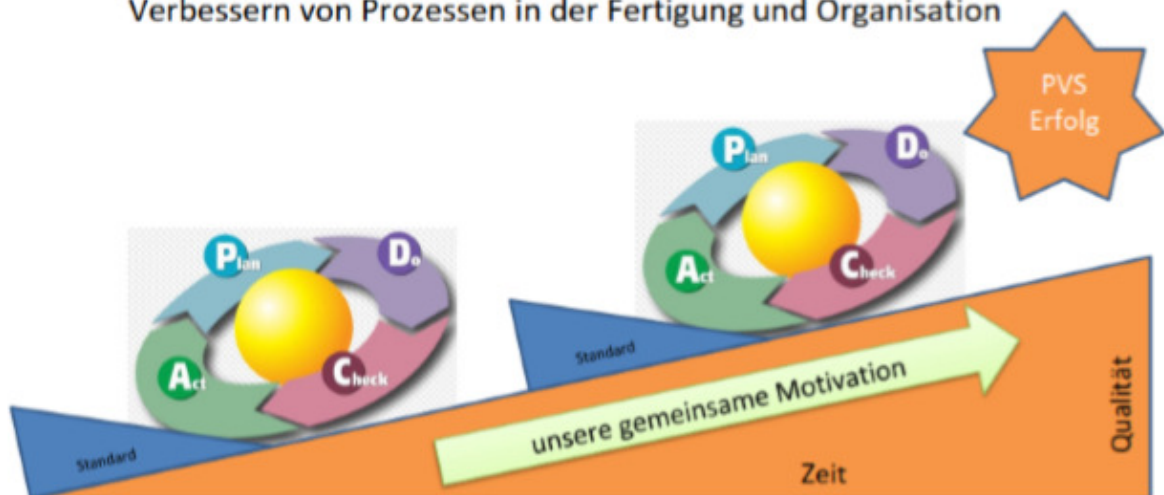 Verbessern von Prozessen in der Fertigung und Organisation
PVS
Erfolg
Plan
Do
Act
Check
Standard
Plan
Do
Act
Check
Standard
unsere gemeinsame Motivation
Zeit
Qualität